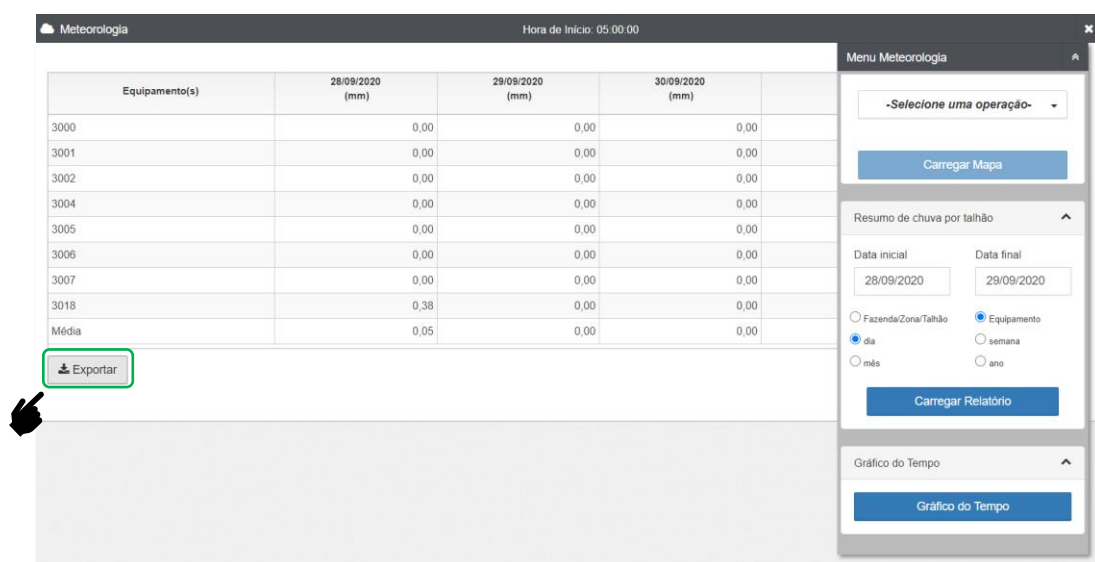 Meteorologia
Hora de Início: 05:00:00
Equipamento(s) 28/09/2020 (mm) 29/09/2020 (mm) 30/09/2020 (mm)
3000 0,00 0,00 0,00
3001 0,00 0,00 0,00
3002 0,00 0,00 0,00
3004 0,00 0,00 0,00
3005 0,00 0,00 0,00
3006 0,00 0,00 0,00
3007 0,00 0,00 0,00
3018 0,38 0,00 0,00
Média 0,05 0,00 0,00
Exportar
Menu Meteorologia
-Selecione uma operação-
Carregar Mapa
Resumo de chuva por talhão
Data inicial Data final
28/09/2020 29/09/2020
Fazenda/Zona/Talhão Equipamento
dia semana
mês ano
Carregar Relatório
Gráfico do Tempo
Gráfico do Tempo